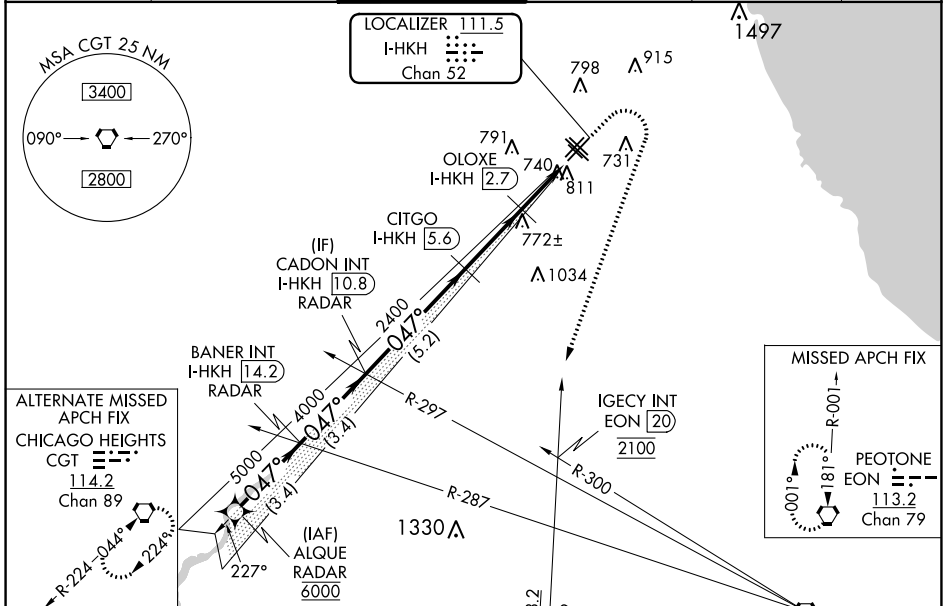 LOCALIZER 111.5
I-HKH
Chan 52
1497
MSA CGT 25 NM
3400
090°
270°
2800
798
915
791
OLOXE
I-HKH 2.7
740
811
731
CITGO
I-HKH 5.6
772±
1034
(IF)
CADON INT
I-HKH 10.8
RADAR
2400
047°
(5.2)
BANER INT
I-HKH 14.2
RADAR
4000
047°
(3.4)
R-297
5000
047°
(3.4)
R-287
R-300
IGECY INT
EON 20
2100
MISSED APCH FIX
R-001
181°
001°
PEOTONE
EON
113.2
Chan 79
ALTERNATE MISSED
APCH FIX
CHICAGO HEIGHTS
CGT
114.2
Chan 89
R-224
044°
224°
227°
(IAF)
ALQUE
RADAR
6000
1330